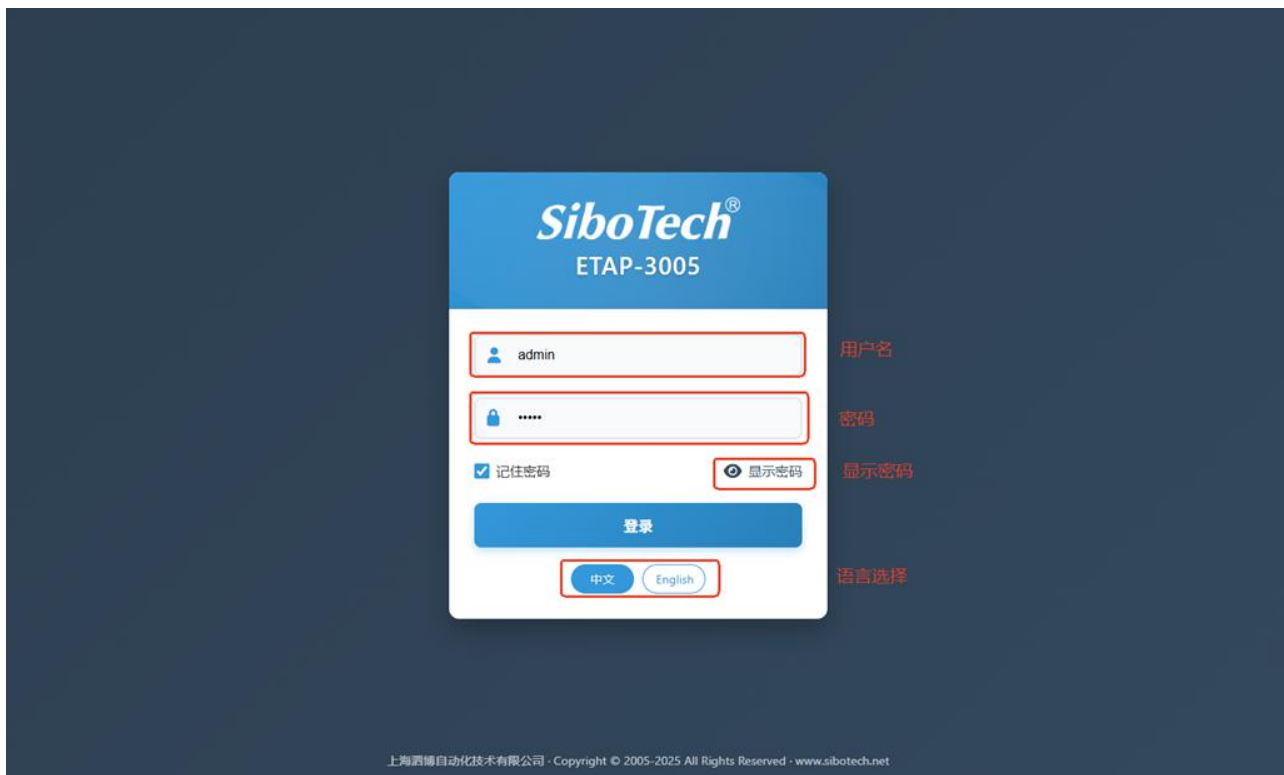 SiboTech®
ETAP-3005
admin 用户名
••••• 密码
记住密码 显示密码 显示密码
登录
中文 English 语言选择
上海泗博自动化技术有限公司 · Copyright © 2005-2025 All Rights Reserved · www.sibotech.net